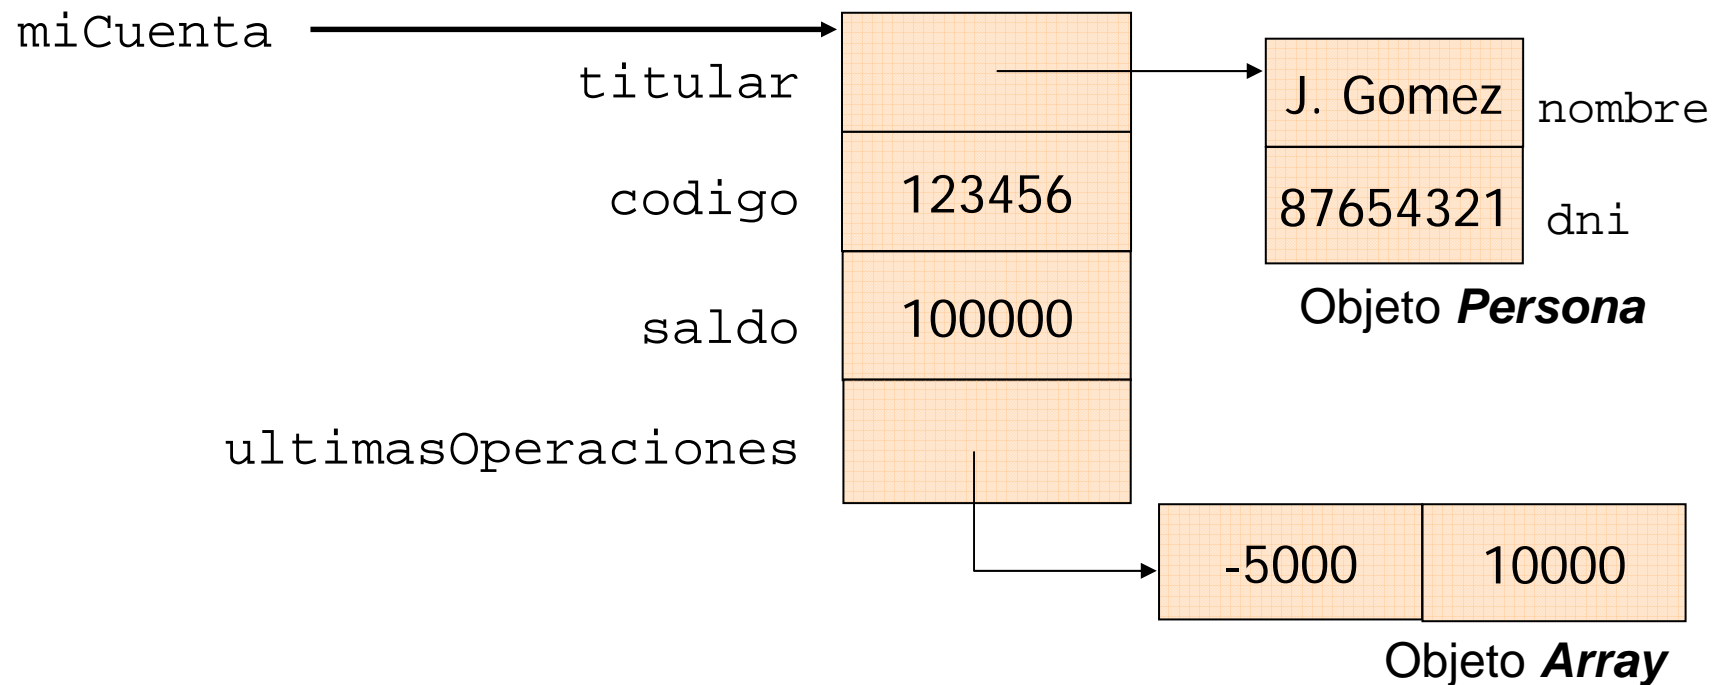 miCuenta
titular
J. Gomez nombre
codigo 123456
87654321 dni
saldo 100000
Objeto Persona
ultimasOperaciones
-5000 10000
Objeto Array